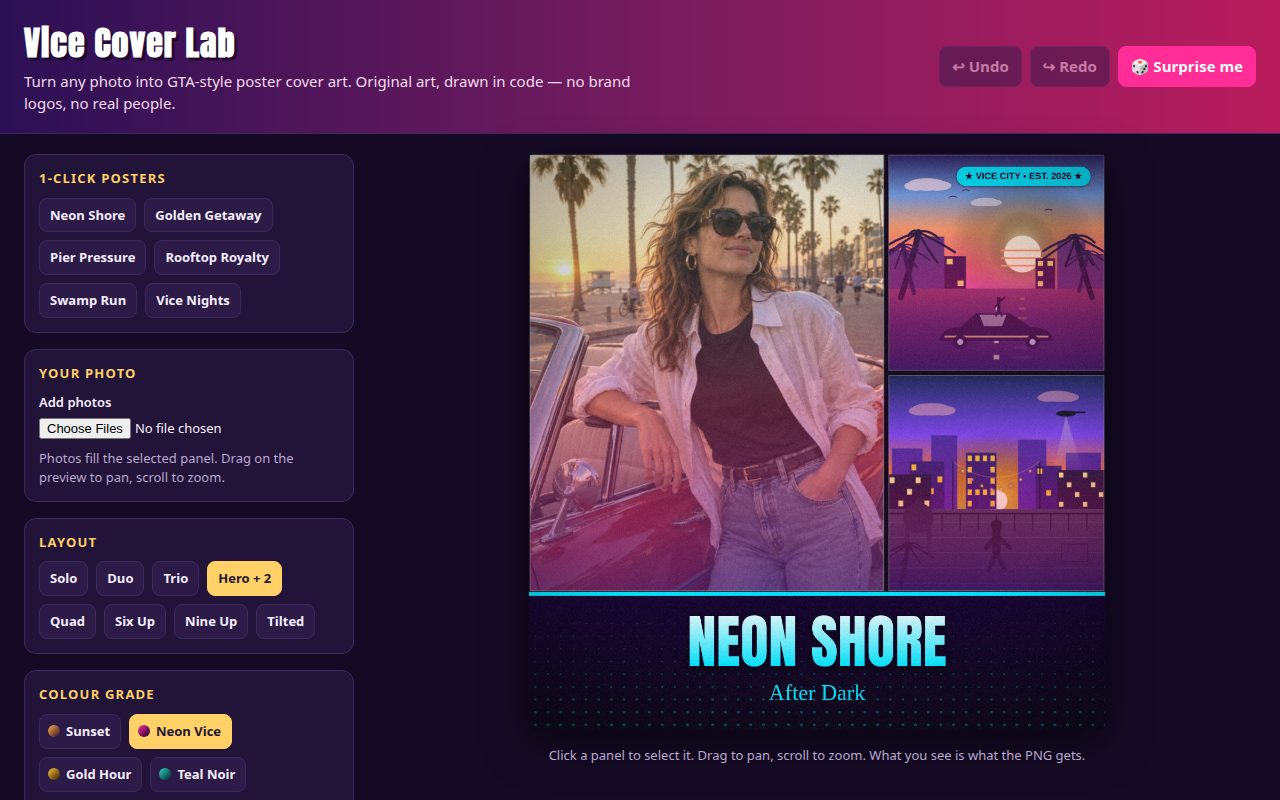 Vice Cover Lab
Turn any photo into GTA-style poster cover art. Original art, drawn in code — no brand
logos, no real people.
↩ Undo
↪ Redo
🎲 Surprise me
1-CLICK POSTERS
Neon Shore
Golden Getaway
Pier Pressure
Rooftop Royalty
Swamp Run
Vice Nights
YOUR PHOTO
Add photos
Choose Files No file chosen
Photos fill the selected panel. Drag on the
preview to pan, scroll to zoom.
LAYOUT
Solo
Duo
Trio
Hero + 2
Quad
Six Up
Nine Up
Tilted
COLOUR GRADE
Sunset
Neon Vice
Gold Hour
Teal Noir
★ VICE CITY • EST. 2026 ★
NEON SHORE
After Dark
Click a panel to select it. Drag to pan, scroll to zoom. What you see is what the PNG gets.